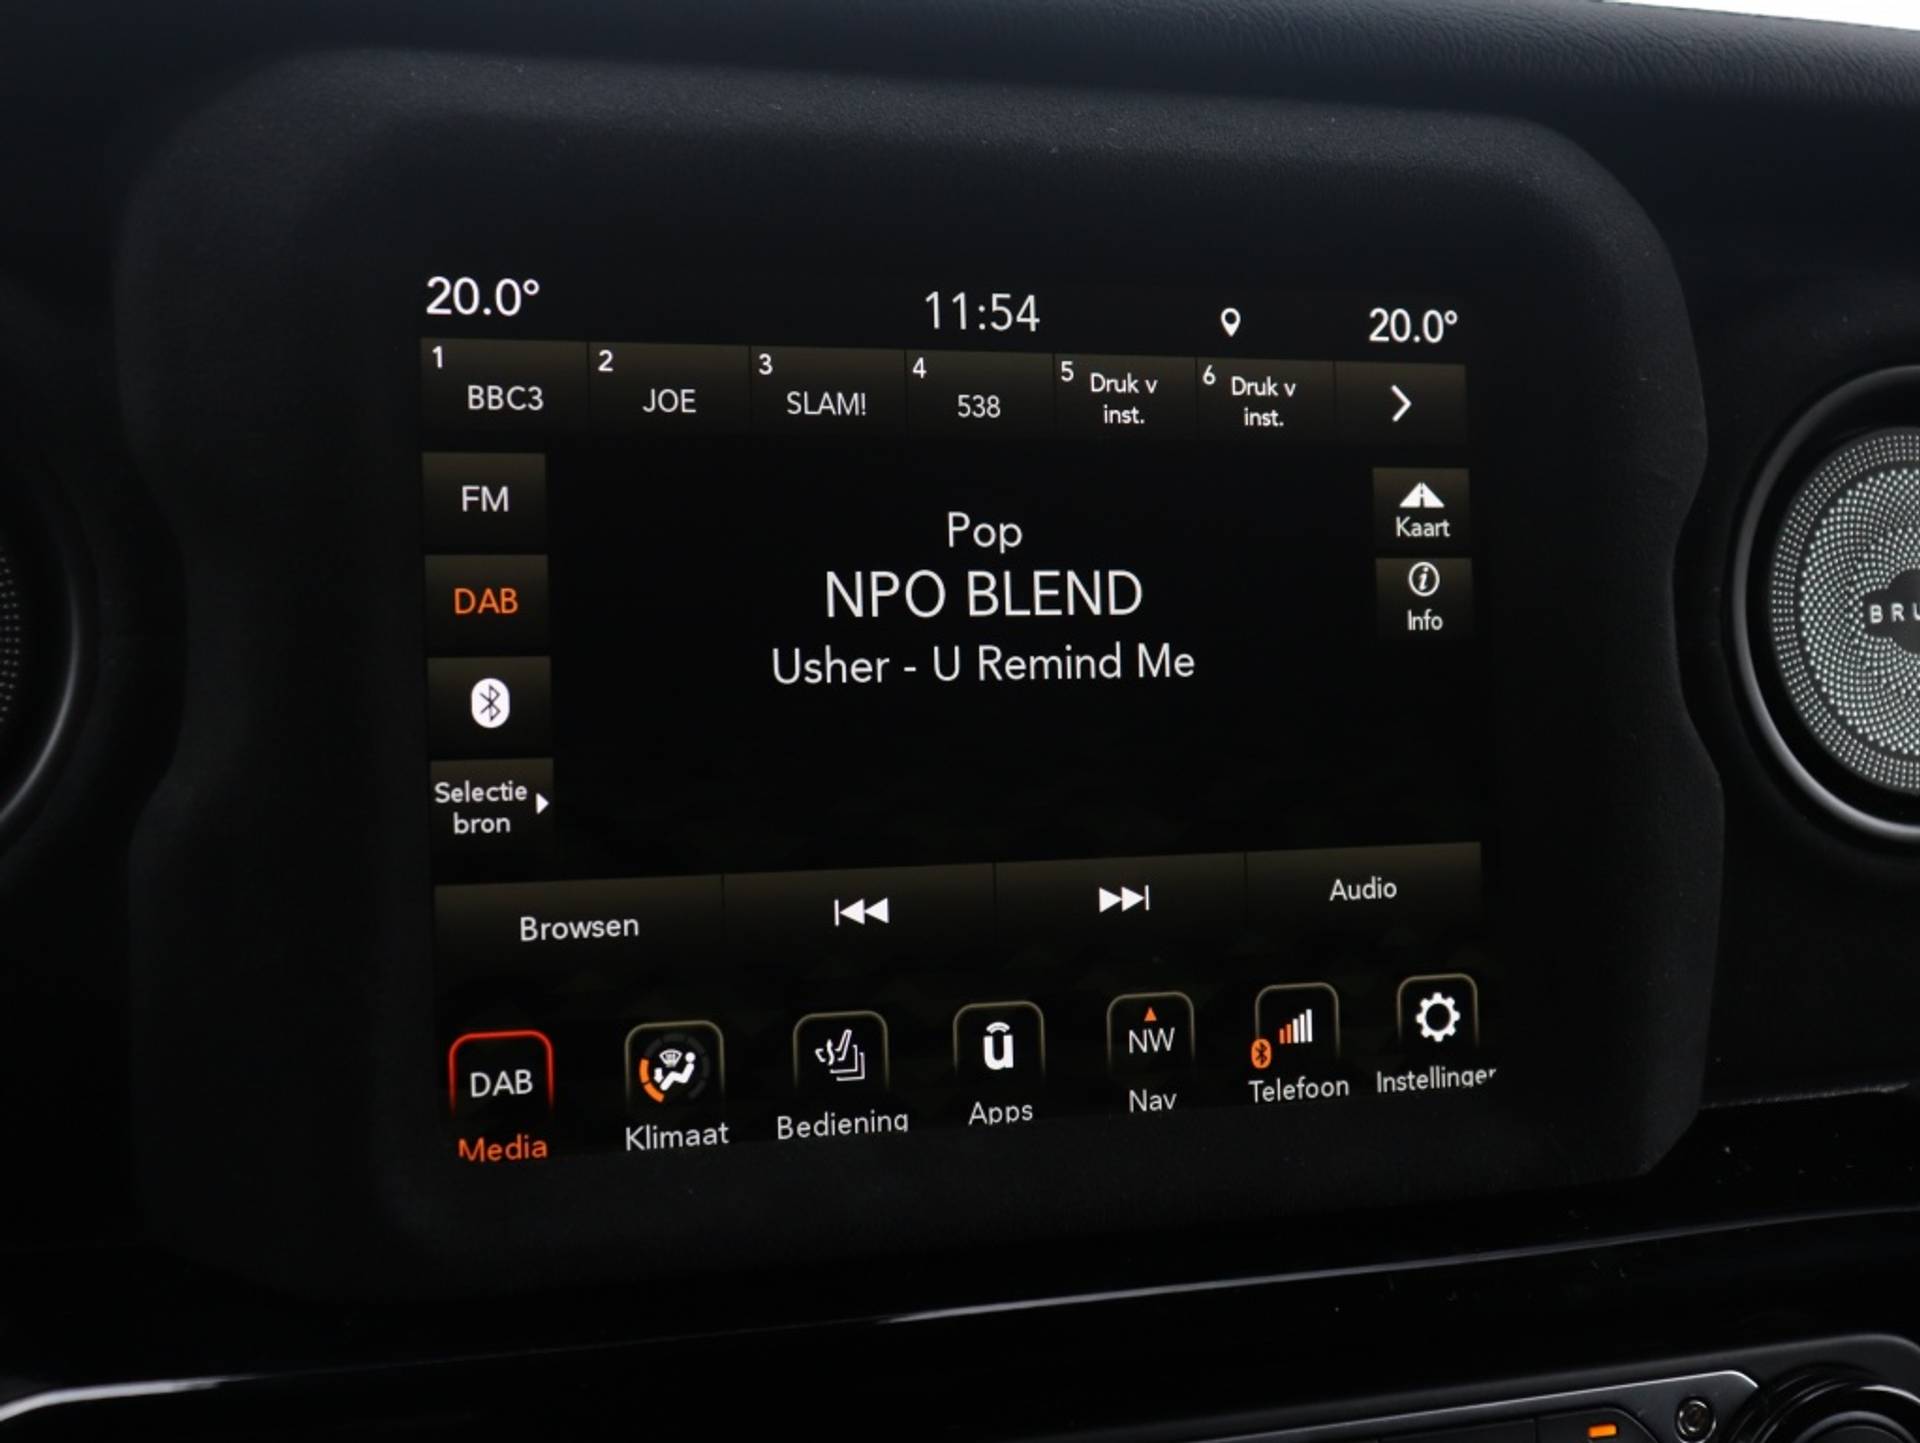 20.0°
11:54
20.0°
1 BBC3
2 JOE
3 SLAM!
4 538
5 Druk v
inst.
6 Druk v
inst.
FM
DAB
Selectie
bron
Pop
NPO BLEND
Usher - U Remind Me
Kaart
i
Info
Browsen
Audio
DAB
Media
Klimaat
Bediening
ū
Apps
NW
Nav
Telefoon
Instellingen
BRU